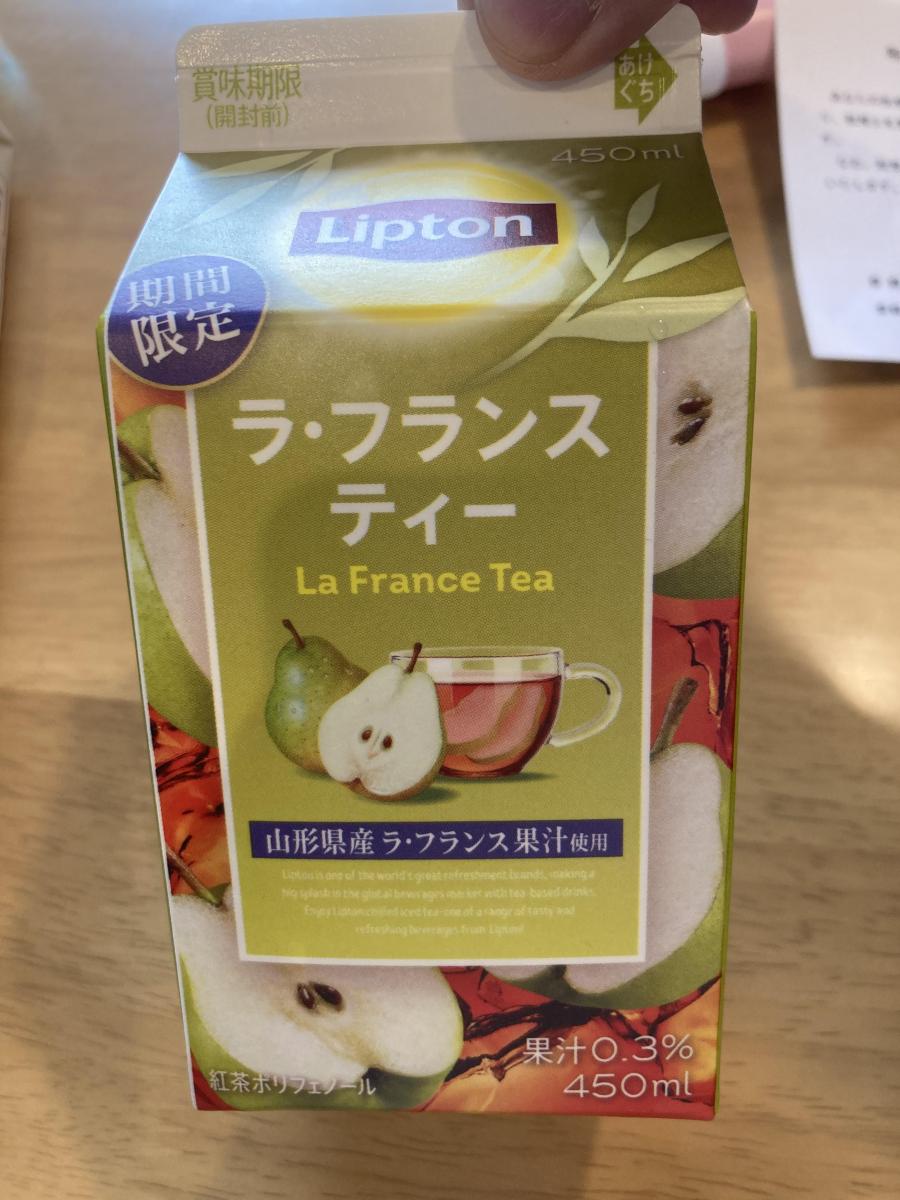 賞味期限
(開封前)
あけ
ぐち
450ml
Lipton
期間
限定
ラ・フランス
ティー
La France Tea
山形県産 ラ・フランス 果汁使用
Lipton is one of the world's great refreshment brands, making a
big splash in the global beverages market with tea-based drinks.
Enjoy Lipton chilled iced tea-one of a range of tasty and
refreshing beverages from Lipton!
果汁0.3%
450ml
紅茶ポリフェノール